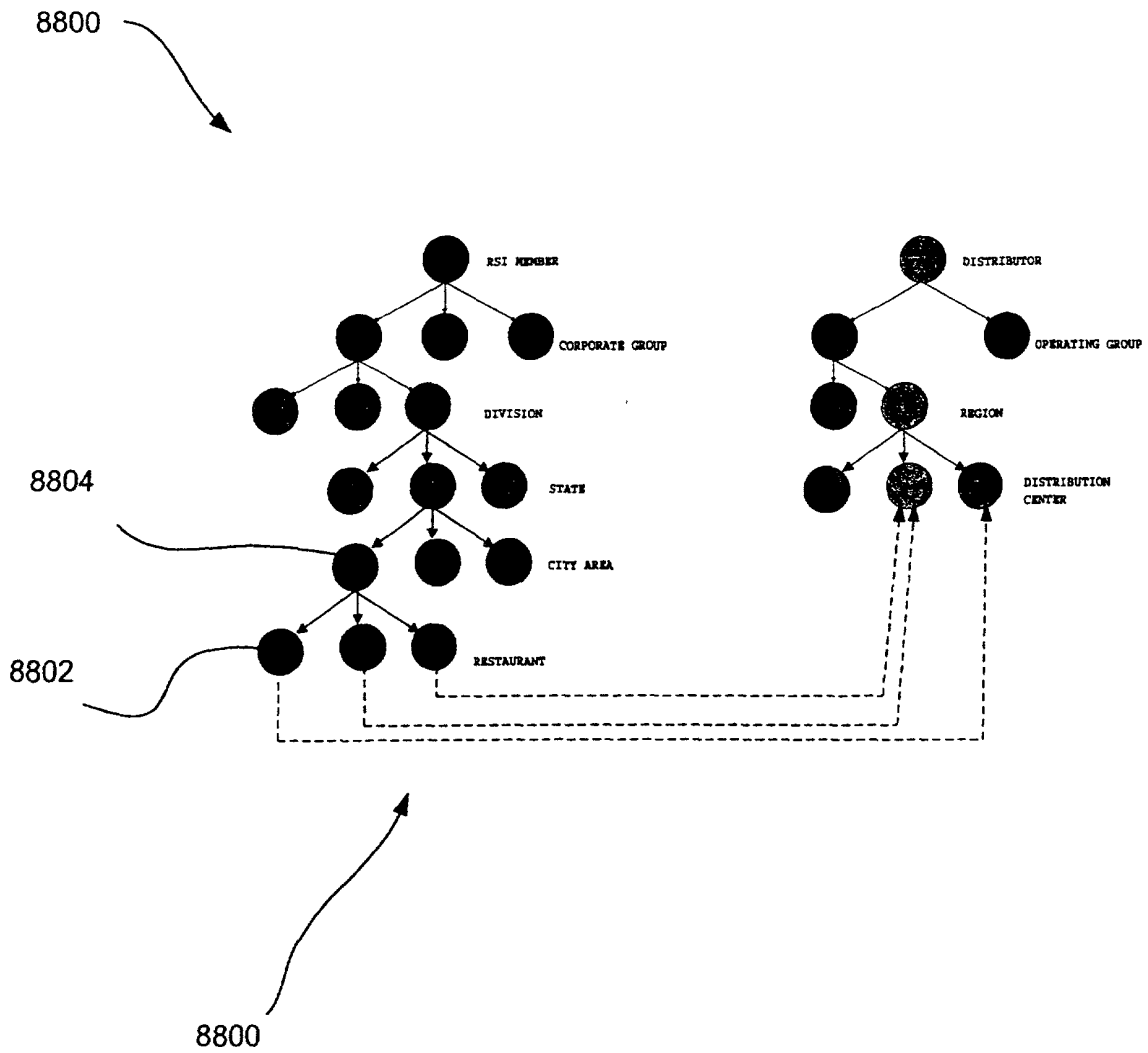 8800
RSI MEMBER
DISTRIBUTOR
CORPORATE GROUP
OPERATING GROUP
DIVISION
REGION
8804
STATE
DISTRIBUTION
CENTER
CITY AREA
8802
RESTAURANT
8800